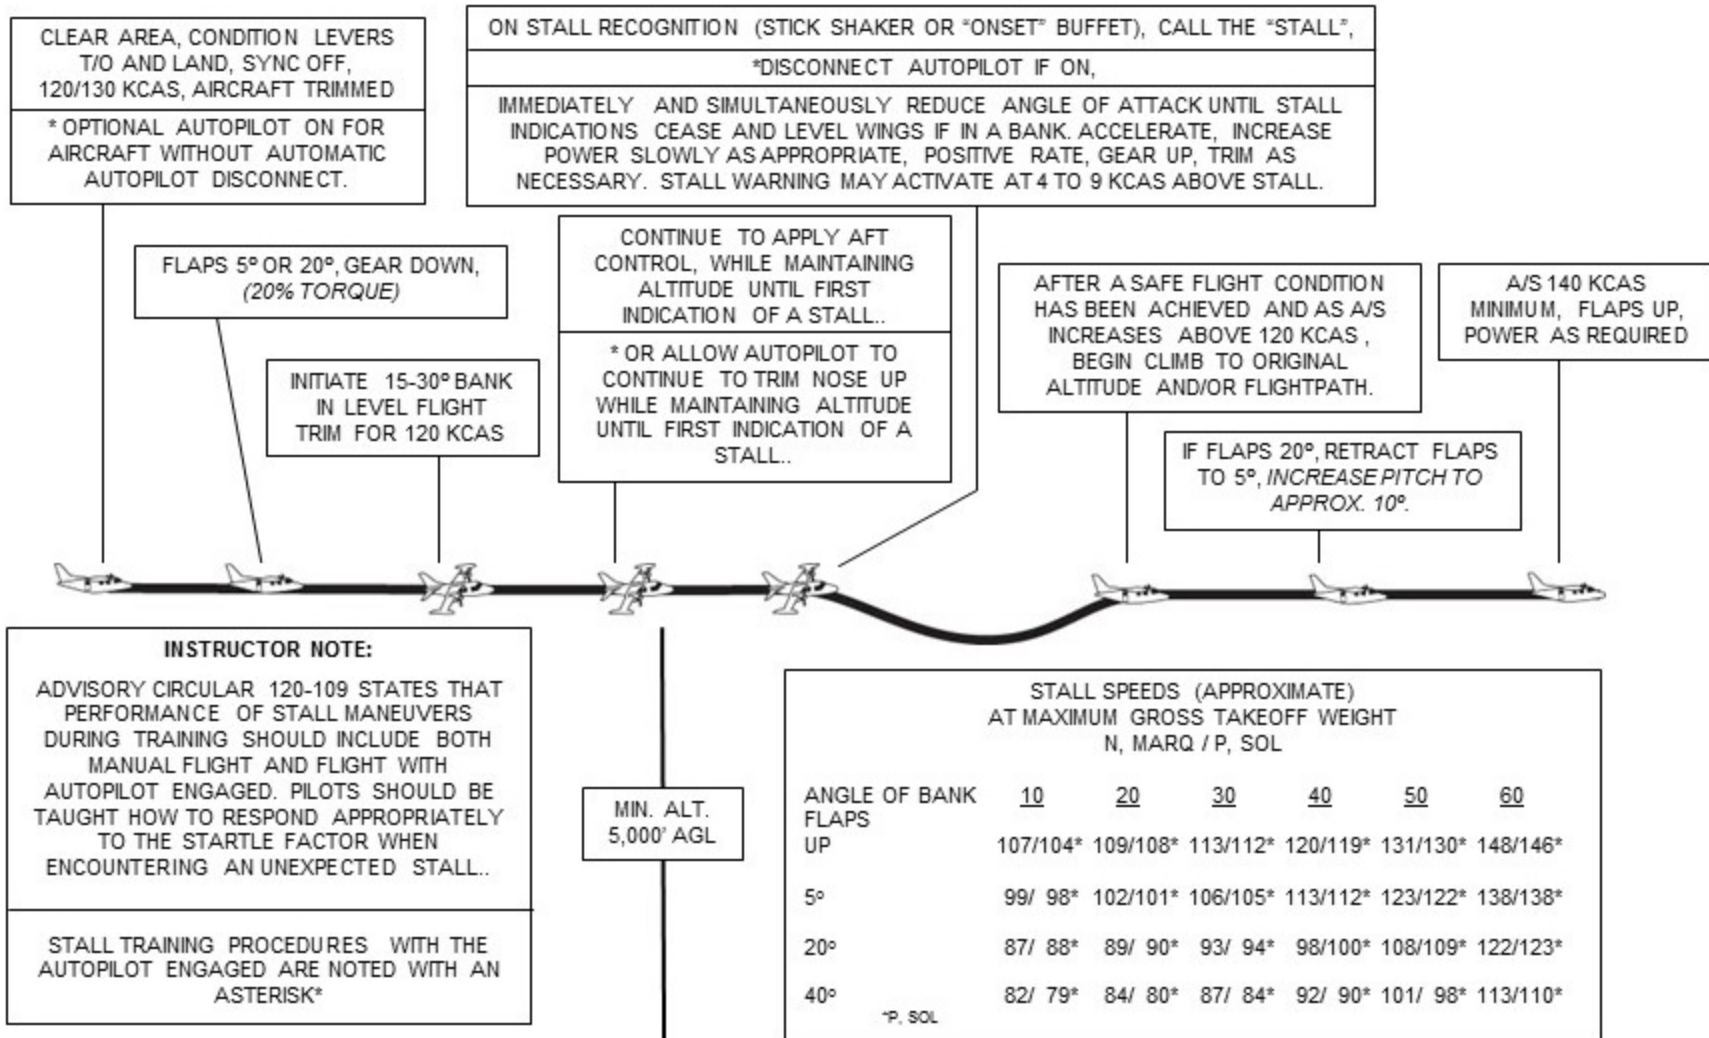 CLEAR AREA, CONDITION LEVERS
T/O AND LAND, SYNC OFF,
120/130 KCAS, AIRCRAFT TRIMMED
* OPTIONAL AUTOPILOT ON FOR
AIRCRAFT WITHOUT AUTOMATIC
AUTOPILOT DISCONNECT.
ON STALL RECOGNITION (STICK SHAKER OR "ONSET" BUFFET), CALL THE "STALL",
*DISCONNECT AUTOPILOT IF ON,
IMMEDIATELY AND SIMULTANEOUSLY REDUCE ANGLE OF ATTACK UNTIL STALL
INDICATIONS CEASE AND LEVEL WINGS IF IN A BANK. ACCELERATE, INCREASE
POWER SLOWLY AS APPROPRIATE, POSITIVE RATE, GEAR UP, TRIM AS
NECESSARY. STALL WARNING MAY ACTIVATE AT 4 TO 9 KCAS ABOVE STALL.
FLAPS 5º OR 20º, GEAR DOWN,
(20% TORQUE)
INITIATE 15-30º BANK
IN LEVEL FLIGHT
TRIM FOR 120 KCAS
CONTINUE TO APPLY AFT
CONTROL, WHILE MAINTAINING
ALTITUDE UNTIL FIRST
INDICATION OF A STALL..
* OR ALLOW AUTOPILOT TO
CONTINUE TO TRIM NOSE UP
WHILE MAINTAINING ALTITUDE
UNTIL FIRST INDICATION OF A
STALL..
AFTER A SAFE FLIGHT CONDITION
HAS BEEN ACHIEVED AND AS A/S
INCREASES ABOVE 120 KCAS ,
BEGIN CLIMB TO ORIGINAL
ALTITUDE AND/OR FLIGHTPATH.
IF FLAPS 20º, RETRACT FLAPS
TO 5º, INCREASE PITCH TO
APPROX. 10º.
A/S 140 KCAS
MINIMUM, FLAPS UP,
POWER AS REQUIRED
INSTRUCTOR NOTE:
ADVISORY CIRCULAR 120-109 STATES THAT
PERFORMANCE OF STALL MANEUVERS
DURING TRAINING SHOULD INCLUDE BOTH
MANUAL FLIGHT AND FLIGHT WITH
AUTOPILOT ENGAGED. PILOTS SHOULD BE
TAUGHT HOW TO RESPOND APPROPRIATELY
TO THE STARTLE FACTOR WHEN
ENCOUNTERING AN UNEXPECTED STALL..
STALL TRAINING PROCEDURES WITH THE
AUTOPILOT ENGAGED ARE NOTED WITH AN
ASTERISK*
MIN. ALT.
5,000' AGL
STALL SPEEDS (APPROXIMATE)
AT MAXIMUM GROSS TAKEOFF WEIGHT
N, MARQ / P, SOL
ANGLE OF BANK 10 20 30 40 50 60
FLAPS
UP 107/104* 109/108* 113/112* 120/119* 131/130* 148/146*
5º 99/ 98* 102/101* 106/105* 113/112* 123/122* 138/138*
20º 87/ 88* 89/ 90* 93/ 94* 98/100* 108/109* 122/123*
40º 82/ 79* 84/ 80* 87/ 84* 92/ 90* 101/ 98* 113/110*
*P, SOL